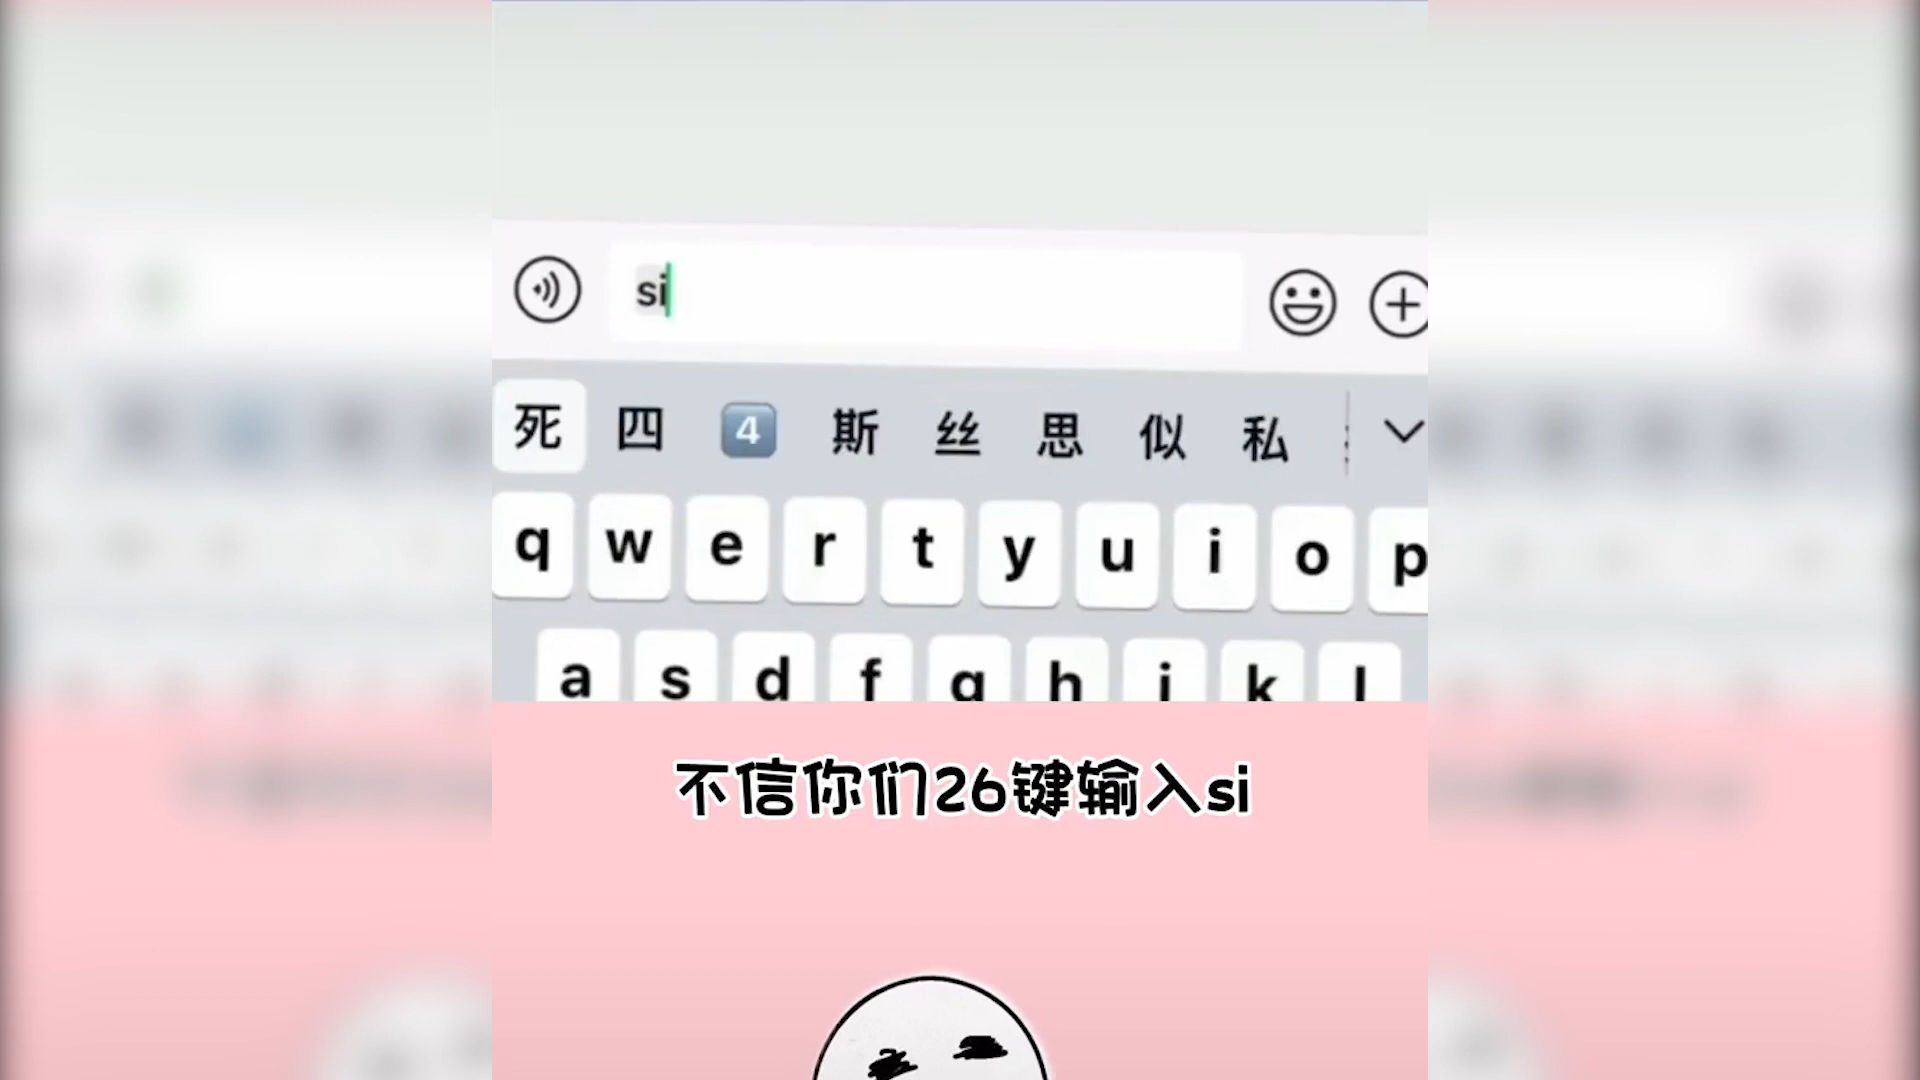 si
死 四 4 斯 丝 思 似 私
q w e r t y u i o p
a s d f g h j k l
不信你们26键输入si